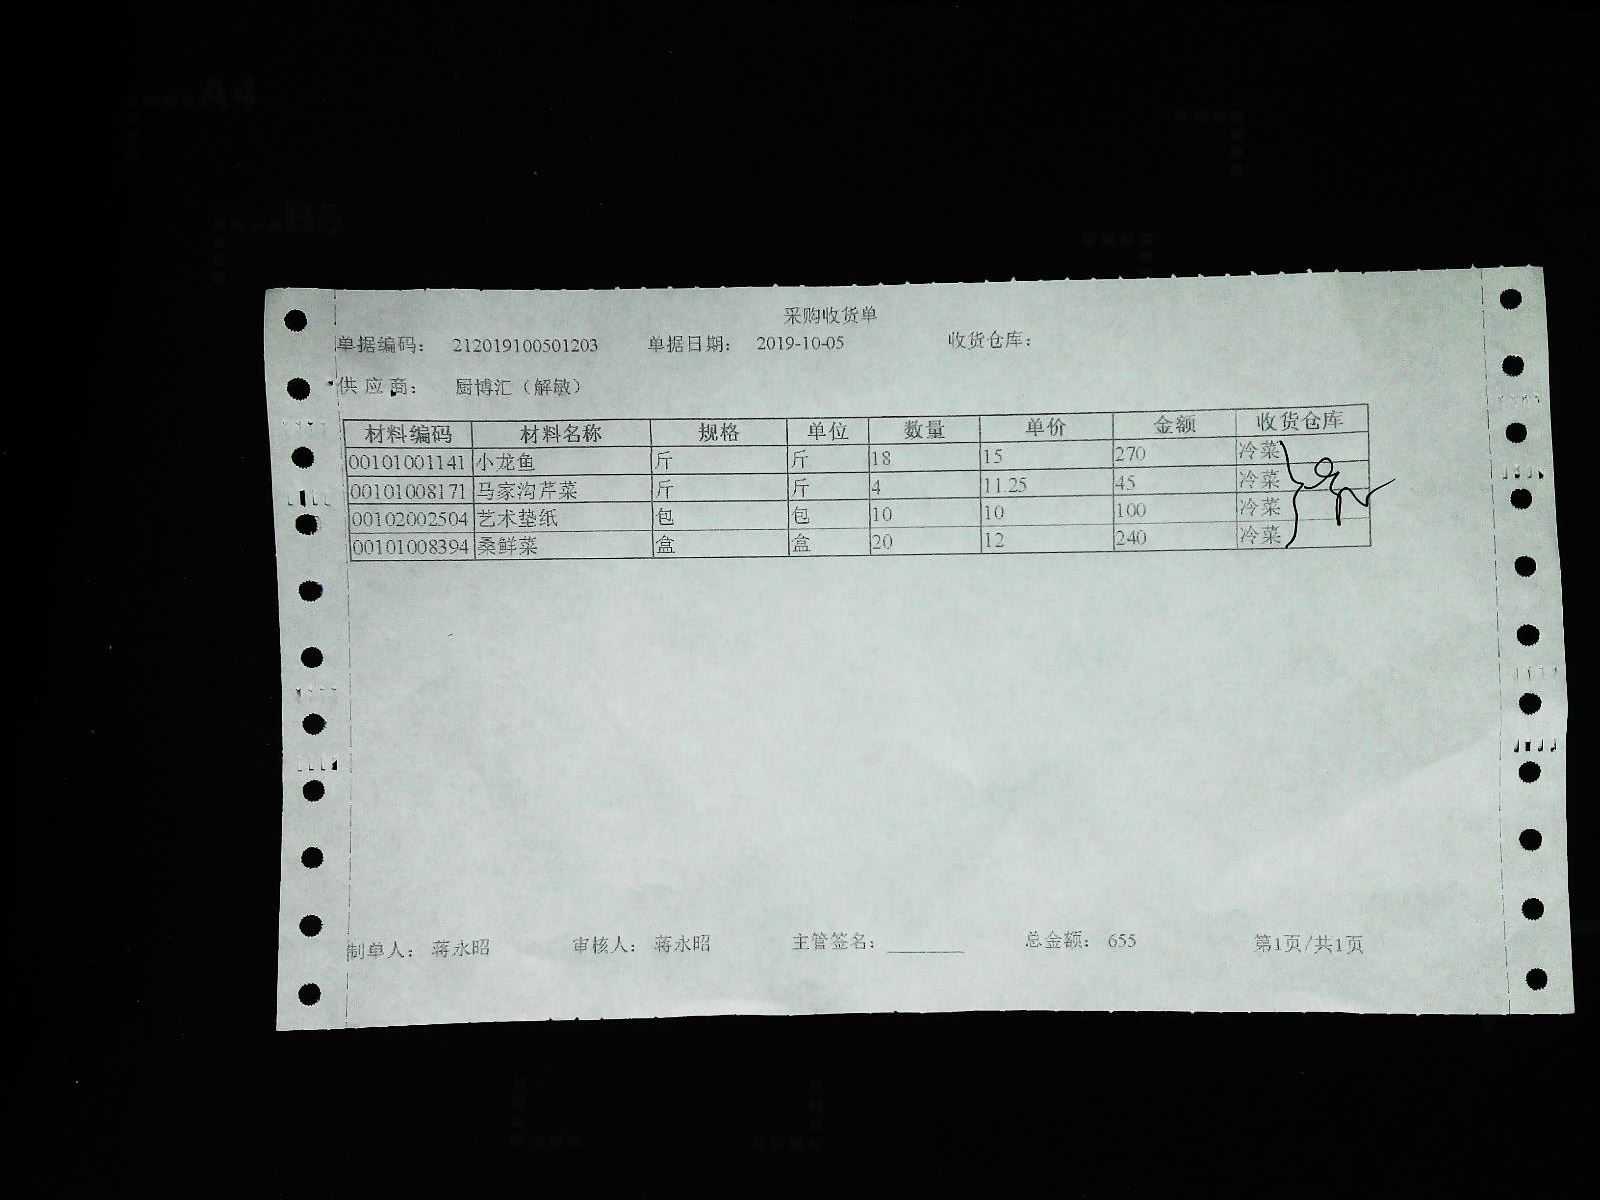 A4
B5
采购收货单
单据编码： 212019100501203 单据日期： 2019-10-05 收货仓库：
供应商： 厨博汇（解敏）
材料编码 材料名称 规格 单位 数量 单价 金额 收货仓库
00101001141 小龙鱼 斤 斤 18 15 270 冷菜
00101008171 马家沟芹菜 斤 斤 4 11.25 45 冷菜
00102002504 艺术垫纸 包 包 10 10 100 冷菜
00101008394 桑鲜菜 盒 盒 20 12 240 冷菜
制单人： 蒋永昭 审核人： 蒋永昭 主管签名： 总金额： 655 第1页/共1页